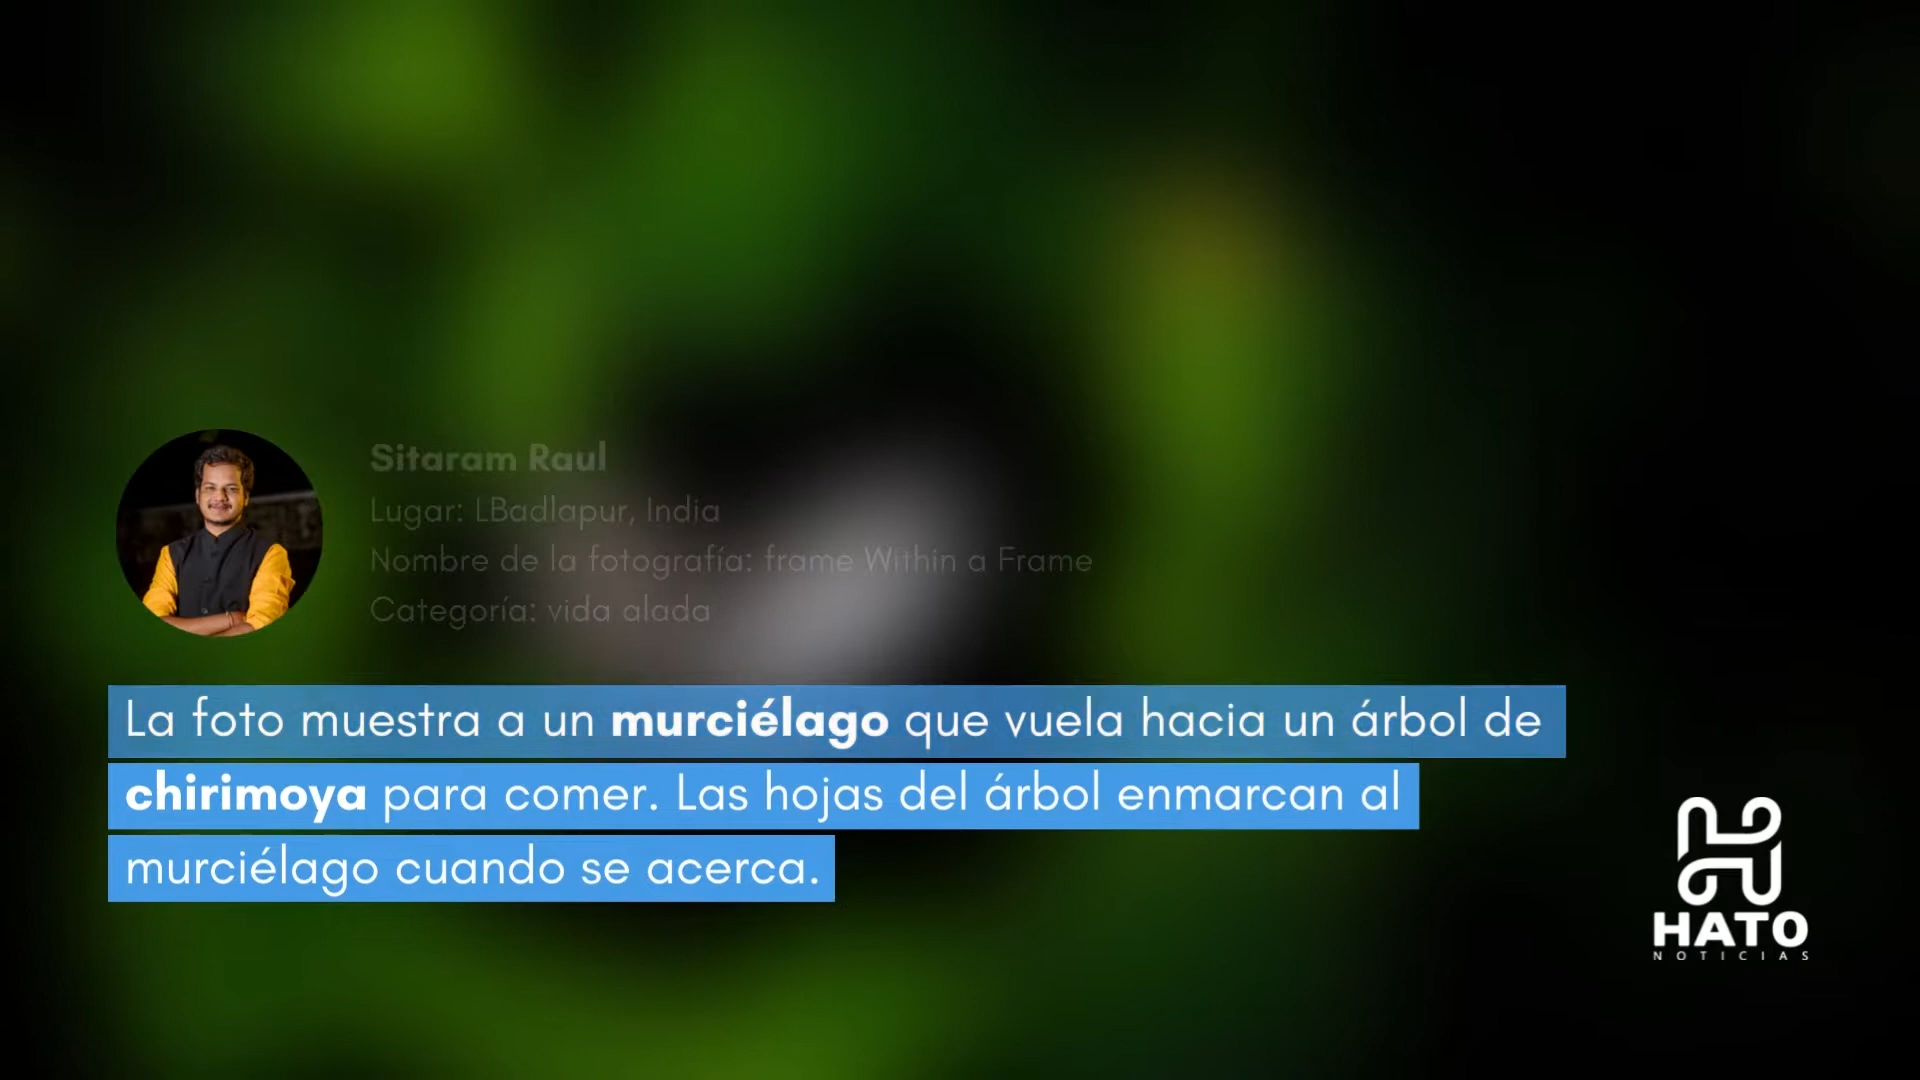 Sitaram Raul
Lugar: LBadlapur, India
Nombre de la fotografía: frame Within a Frame
Categoría: vida alada
La foto muestra a un murciélago que vuela hacia un árbol de
chirimoya para comer. Las hojas del árbol enmarcan al
murciélago cuando se acerca.
HATO
NOTICIAS